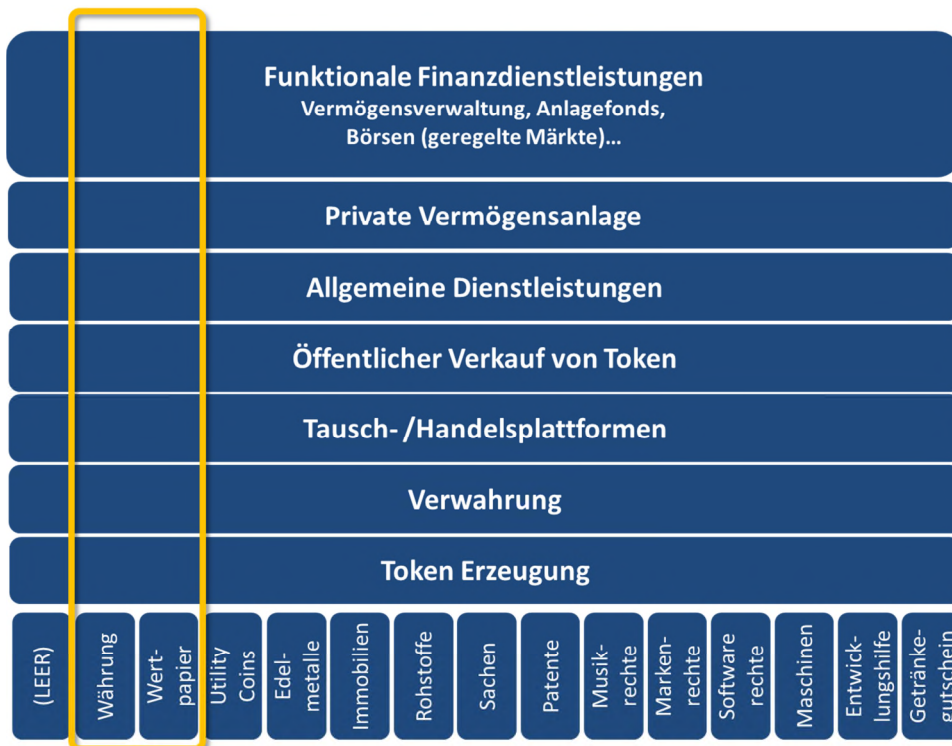 Funktionale Finanzdienstleistungen
Vermögensverwaltung, Anlagefonds,
Börsen (geregelte Märkte)...
Private Vermögensanlage
Allgemeine Dienstleistungen
Öffentlicher Verkauf von Token
Tausch- /Handelsplattformen
Verwahrung
Token Erzeugung
(LEER)
Währung
Wert-
papier
Utility
Coins
Edel-
metalle
Immobilien
Rohstoffe
Sachen
Patente
Musik-
rechte
Marken-
rechte
Software
rechte
Maschinen
Entwick-
lungshilfe
Getränke-
gutschein